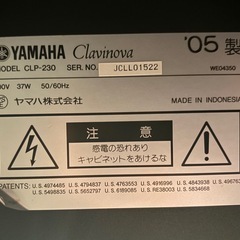 YAMAHA Clavinova '05 製
MODEL CLP-230 SER. NO. JCLL01522 WE04350
00V 37W 50/60Hz
ヤマハ株式会社 MADE IN INDONESIA
注意
感電の恐れあり
キャビネットをあけるな
PATENTS: U.S. 4974485 U.S. 4794837 U.S. 4763553 U.S. 4916996 U.S. 4843938
U.S. 5498835 U.S. 5652797 U.S. 6189085 U.S. RE38003 U.S. 5834668